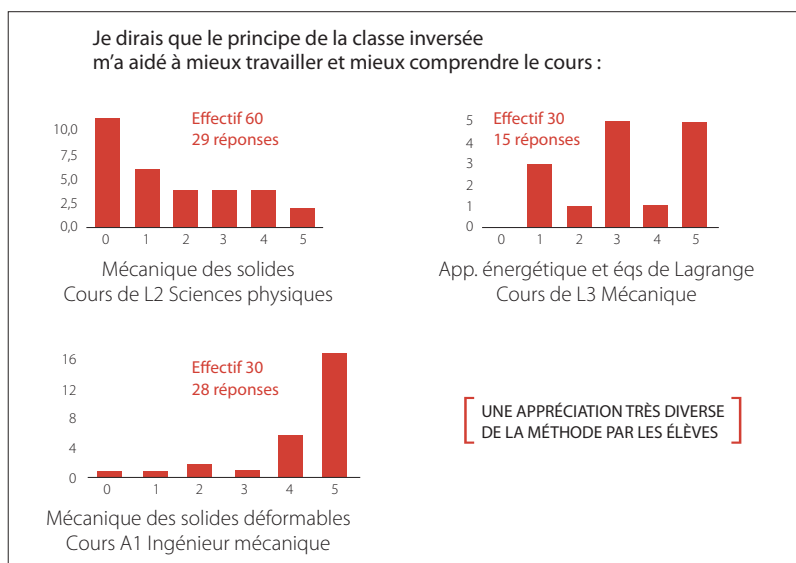 Je dirais que le principe de la classe inversée
m'a aidé à mieux travailler et mieux comprendre le cours :
Effectif 60
29 réponses
10,0
7,5
5,0
2,5
0,0
0 1 2 3 4 5
Mécanique des solides
Cours de L2 Sciences physiques
Effectif 30
15 réponses
5
4
3
2
1
0
0 1 2 3 4 5
App. énergétique et éqs de Lagrange
Cours de L3 Mécanique
Effectif 30
28 réponses
16
12
8
4
0
0 1 2 3 4 5
Mécanique des solides déformables
Cours A1 Ingénieur mécanique
UNE APPRÉCIATION TRÈS DIVERSE
DE LA MÉTHODE PAR LES ÉLÈVES